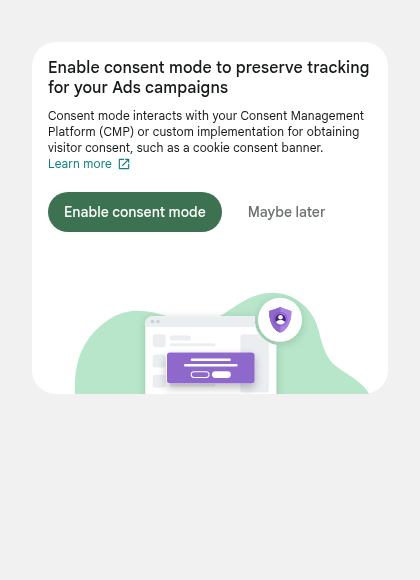 Enable consent mode to preserve tracking
for your Ads campaigns
Consent mode interacts with your Consent Management
Platform (CMP) or custom implementation for obtaining
visitor consent, such as a cookie consent banner.
Learn more
Enable consent mode
Maybe later